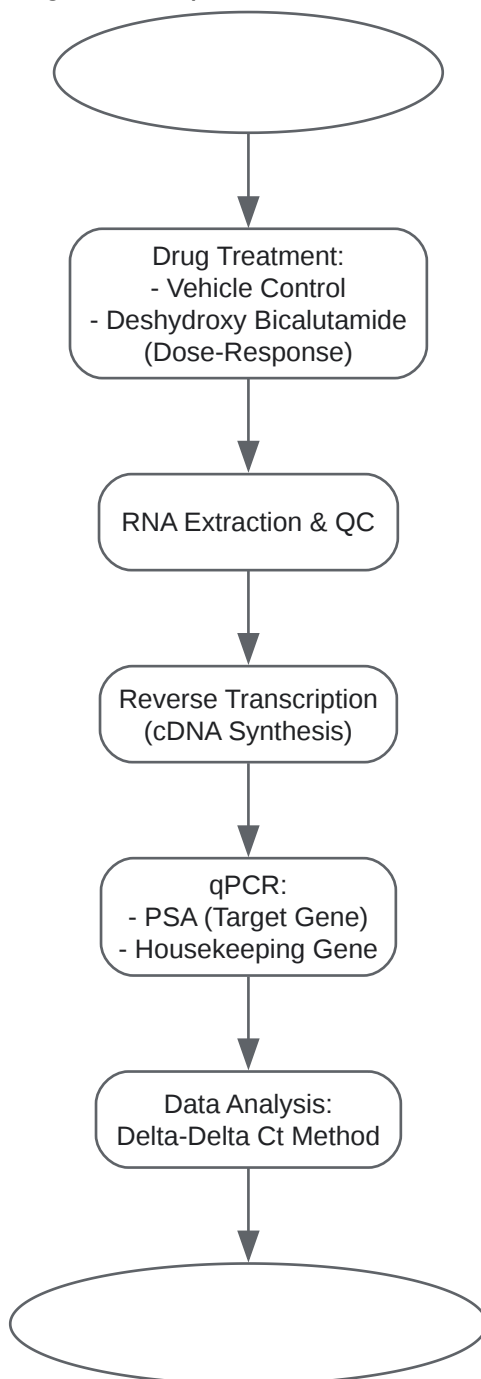 Drug Treatment:
- Vehicle Control
- Deshydroxy Bicalutamide
(Dose-Response)
RNA Extraction & QC
Reverse Transcription
(cDNA Synthesis)
qPCR:
- PSA (Target Gene)
- Housekeeping Gene
Data Analysis:
Delta-Delta Ct Method